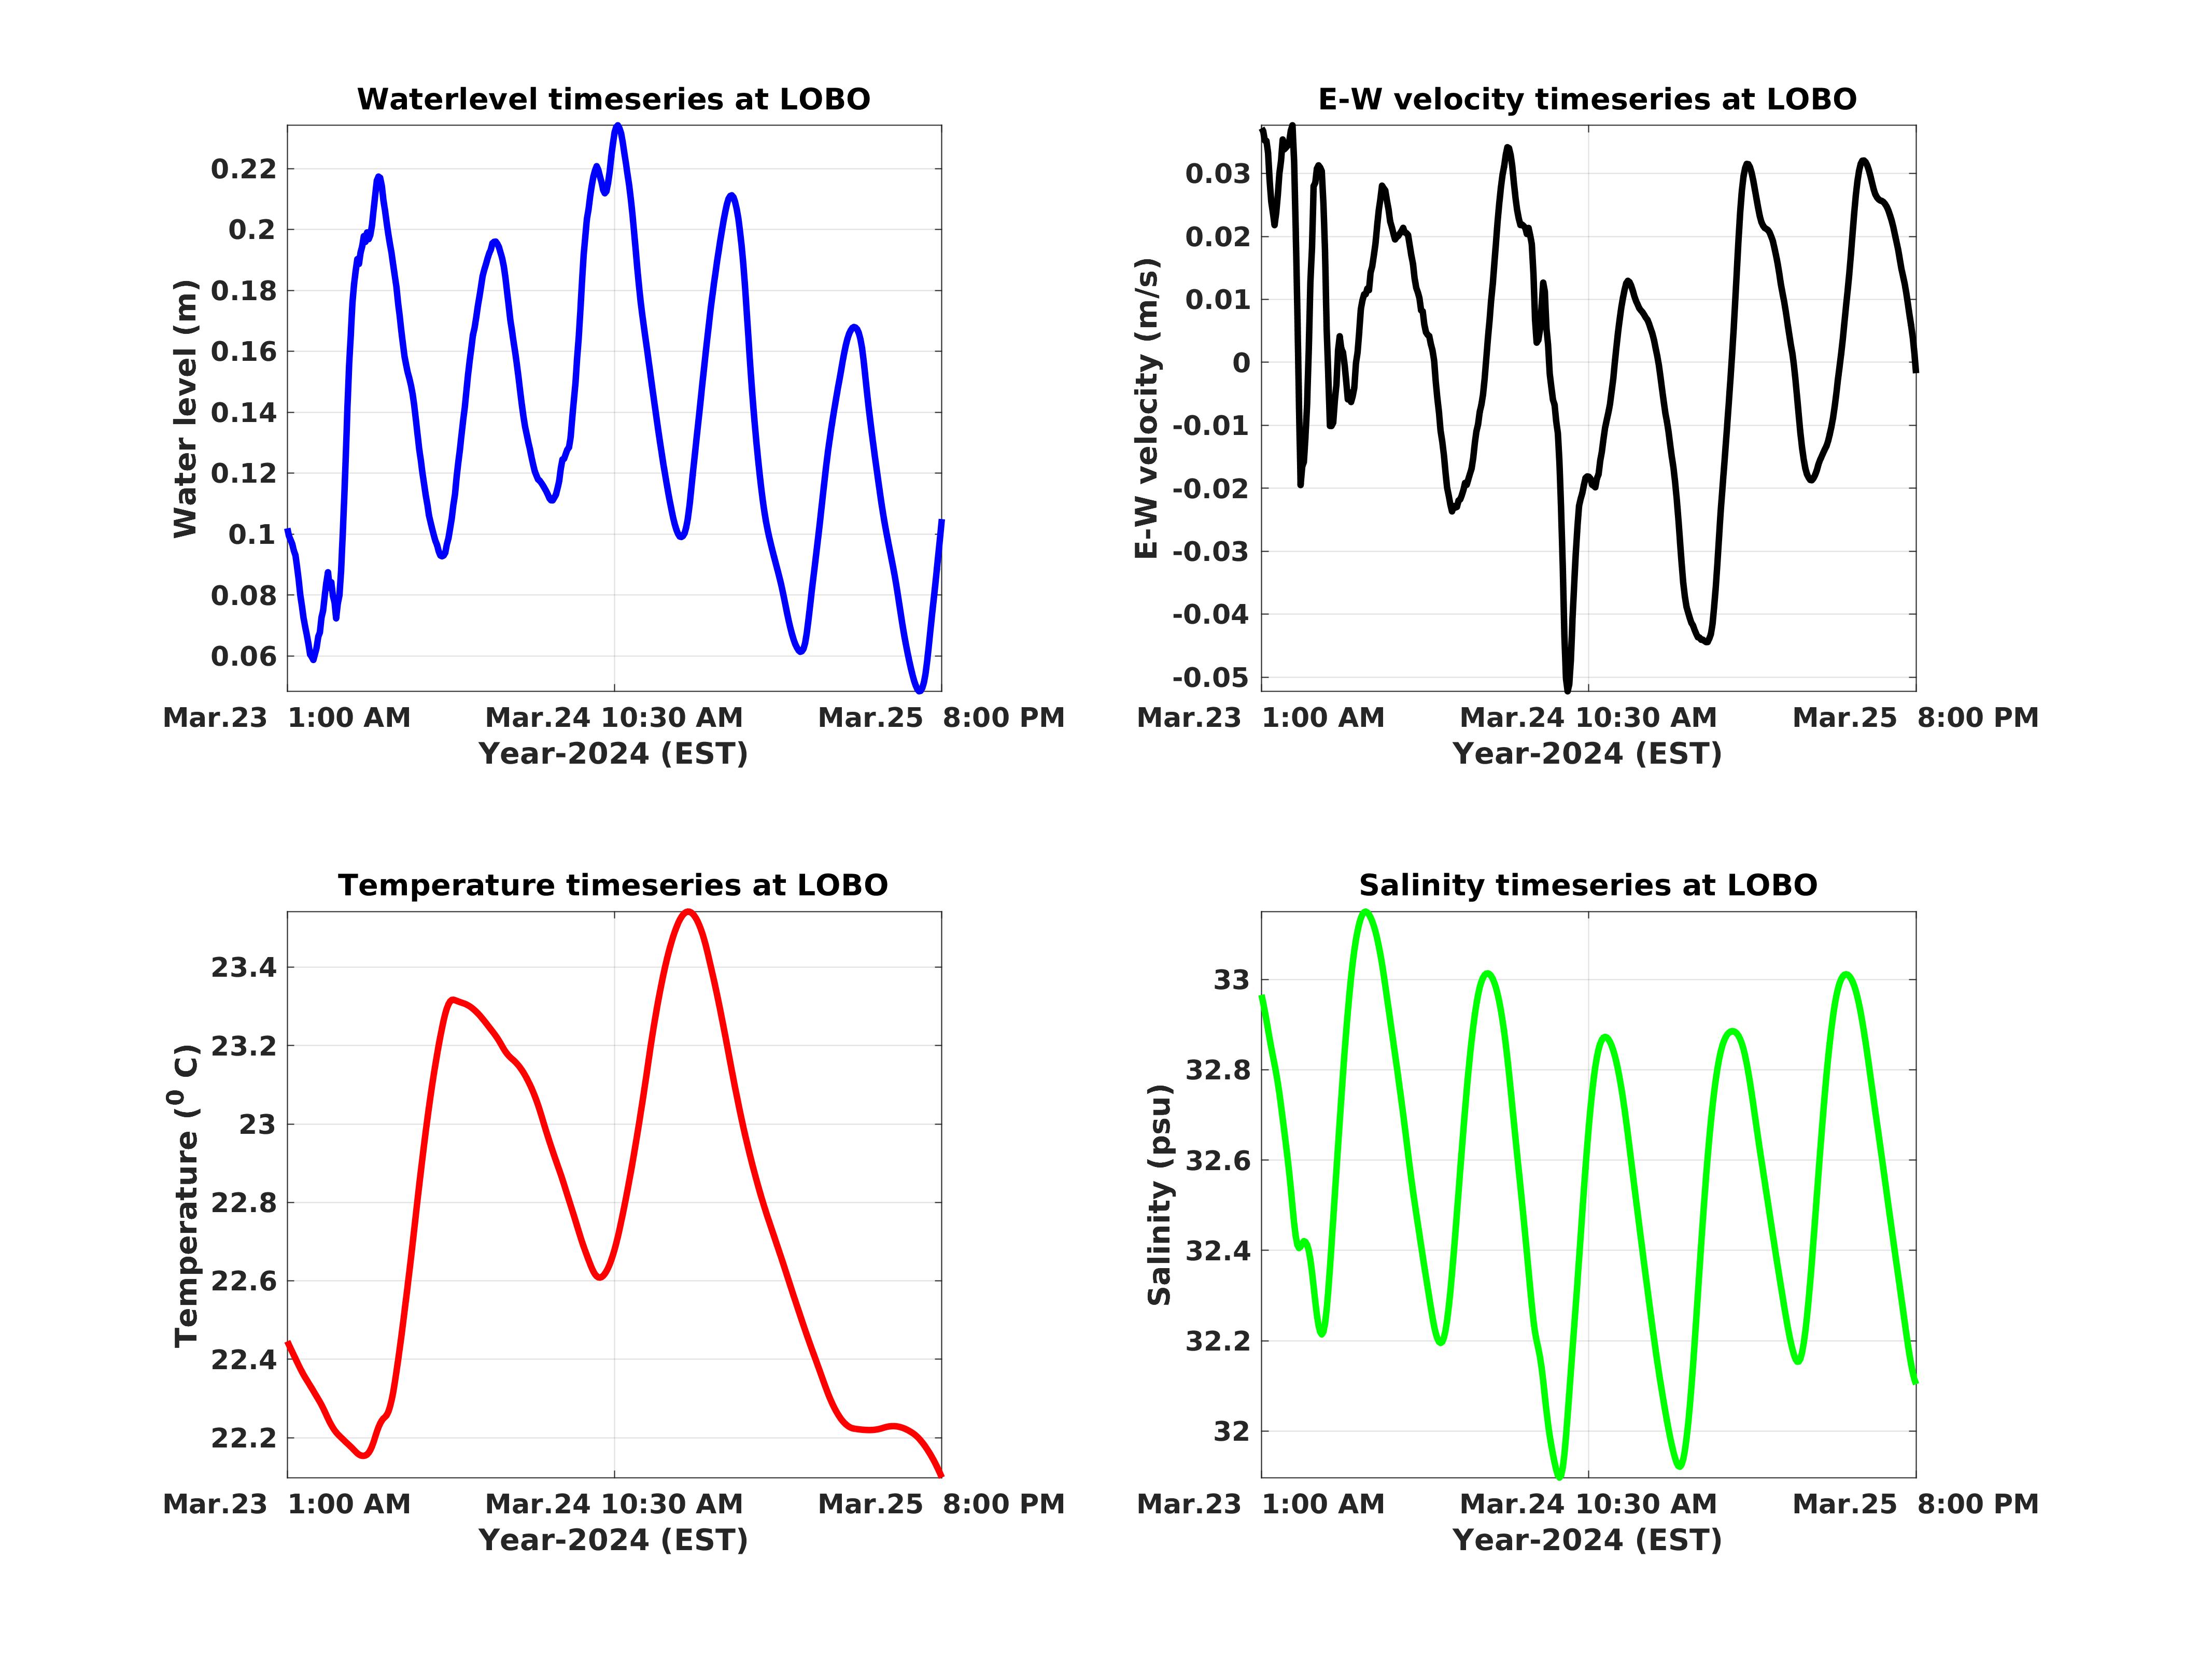 Waterlevel timeseries at LOBO
Water level (m)
0.22
0.2
0.18
0.16
0.14
0.12
0.1
0.08
0.06
Mar.23 1:00 AM Mar.24 10:30 AM Mar.25 8:00 PM
Year-2024 (EST)
E-W velocity timeseries at LOBO
E-W velocity (m/s)
0.03
0.02
0.01
0
-0.01
-0.02
-0.03
-0.04
-0.05
Mar.23 1:00 AM Mar.24 10:30 AM Mar.25 8:00 PM
Year-2024 (EST)
Temperature timeseries at LOBO
Temperature (⁰ C)
23.4
23.2
23
22.8
22.6
22.4
22.2
Mar.23 1:00 AM Mar.24 10:30 AM Mar.25 8:00 PM
Year-2024 (EST)
Salinity timeseries at LOBO
Salinity (psu)
33
32.8
32.6
32.4
32.2
32
Mar.23 1:00 AM Mar.24 10:30 AM Mar.25 8:00 PM
Year-2024 (EST)